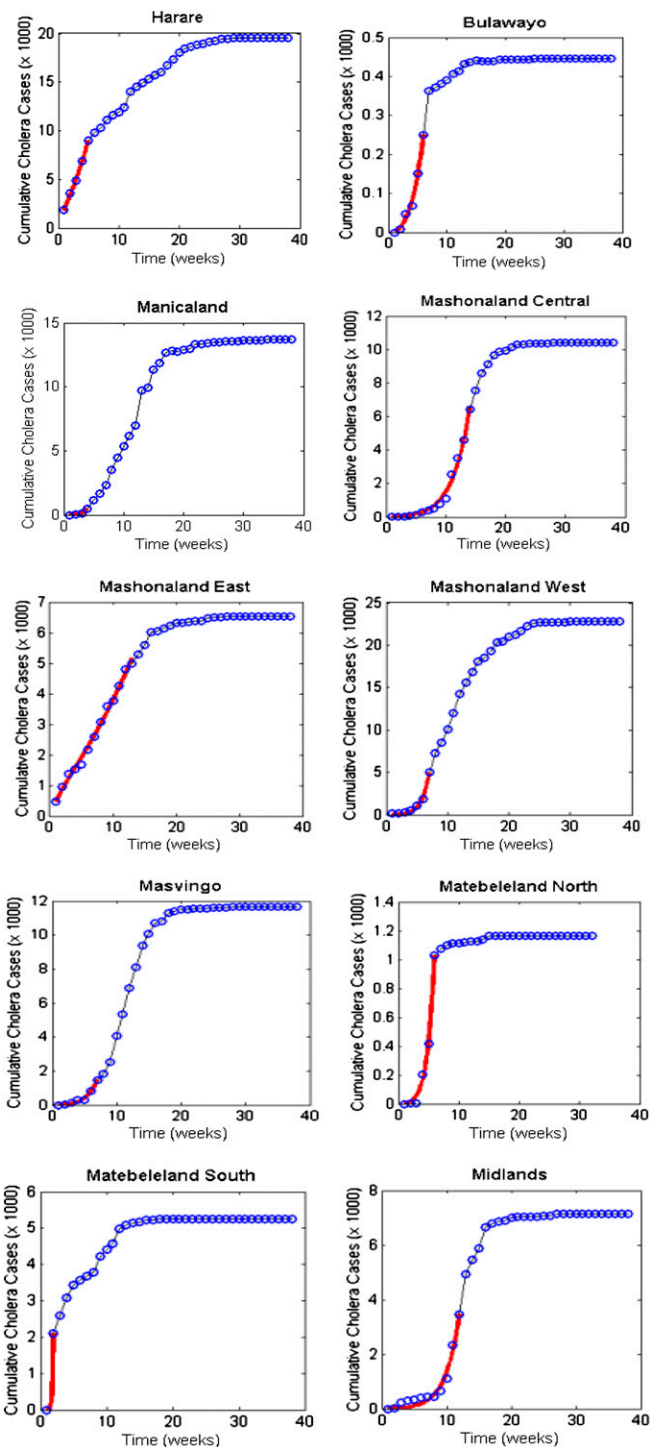 Harare
Cumulative Cholera Cases (x 1000)
20
15
10
5
0
0 10 20 30 40
Time (weeks)
Bulawayo
Cumulative Cholera Cases (x 1000)
0.5
0.4
0.3
0.2
0.1
0
0 10 20 30 40
Time (weeks)
Manicaland
Cumulative Cholera Cases (x 1000)
15
10
5
0
0 10 20 30 40
Time (weeks)
Mashonaland Central
Cumulative Cholera Cases (x 1000)
12
10
8
6
4
2
0
0 10 20 30 40
Time (weeks)
Mashonaland East
Cumulative Cholera Cases (x 1000)
7
6
5
4
3
2
1
0
0 10 20 30 40
Time (weeks)
Mashonaland West
Cumulative Cholera Cases (x 1000)
25
20
15
10
5
0
0 10 20 30 40
Time (weeks)
Masvingo
Cumulative Cholera Cases (x 1000)
12
10
8
6
4
2
0
0 10 20 30 40
Time (weeks)
Matebeleland North
Cumulative Cholera Cases (x 1000)
1.4
1.2
1
0.8
0.6
0.4
0.2
0
0 10 20 30 40
Time (weeks)
Matebeleland South
Cumulative Cholera Cases (x 1000)
6
5
4
3
2
1
0
0 10 20 30 40
Time (weeks)
Midlands
Cumulative Cholera Cases (x 1000)
8
6
4
2
0
0 10 20 30 40
Time (weeks)